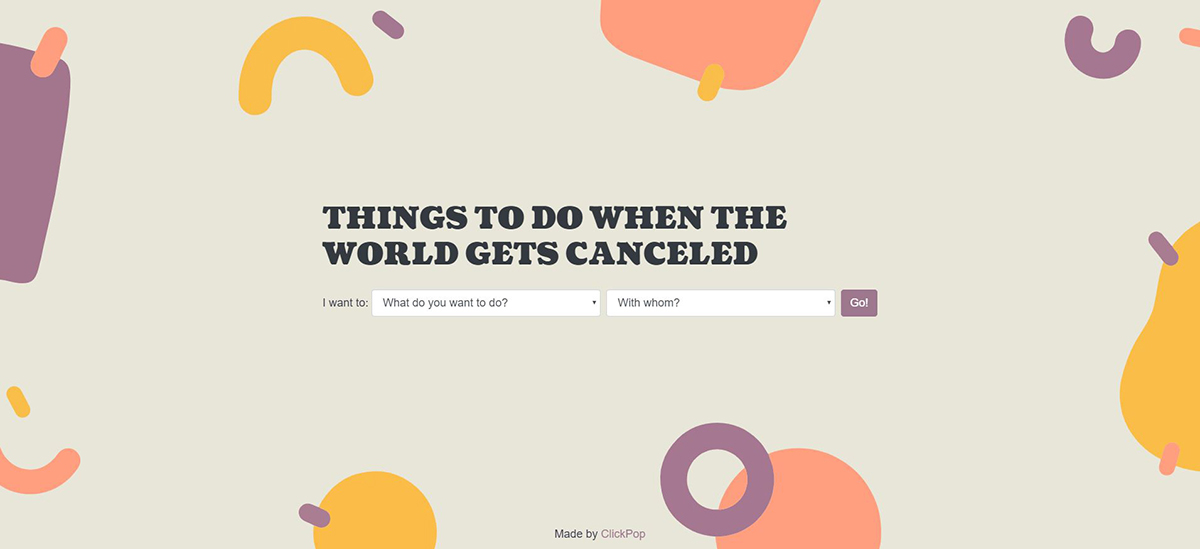 THINGS TO DO WHEN THE
WORLD GETS CANCELED
I want to: What do you want to do? With whom? Go!
Made by ClickPop